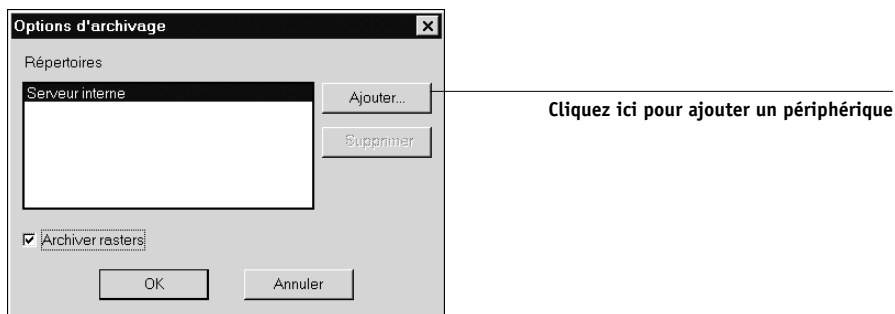 Options d'archivage
Répertoires
Serveur interne
Ajouter...
Cliquez ici pour ajouter un périphérique
Supprimer
Archiver rasters
OK
Annuler